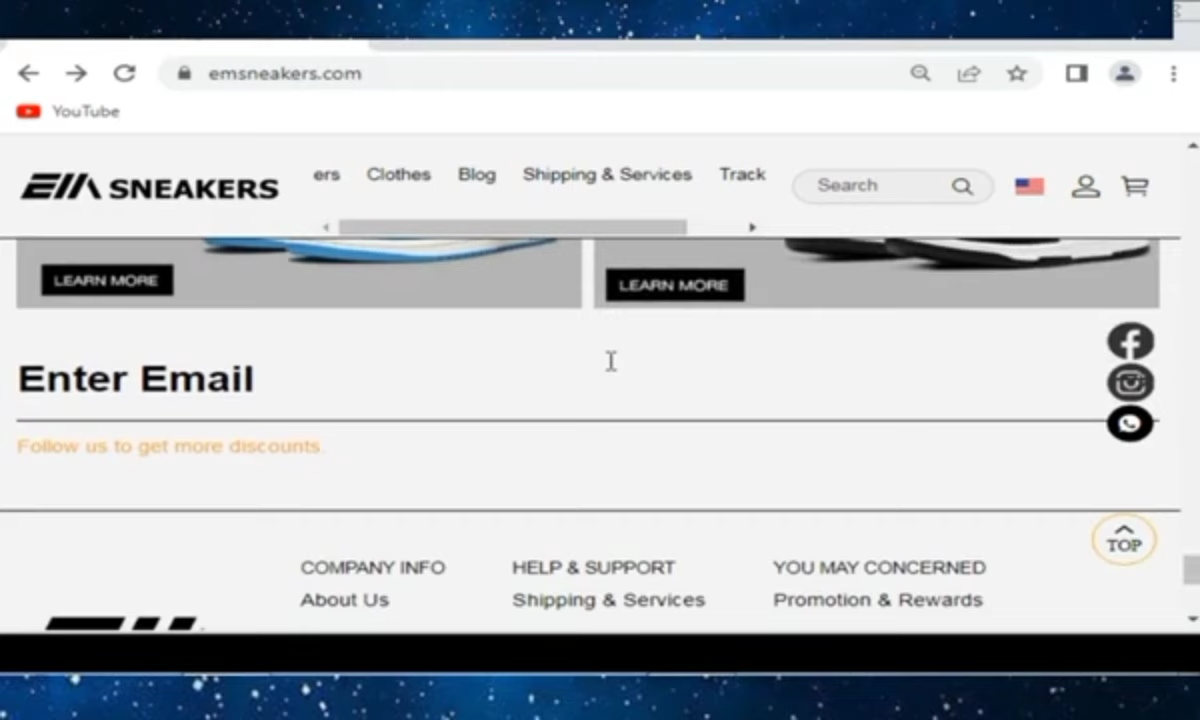 emsneakers.com
YouTube
EM SNEAKERS
ers Clothes Blog Shipping & Services Track
Search
LEARN MORE
LEARN MORE
Enter Email
Follow us to get more discounts.
TOP
COMPANY INFO HELP & SUPPORT YOU MAY CONCERNED
About Us Shipping & Services Promotion & Rewards